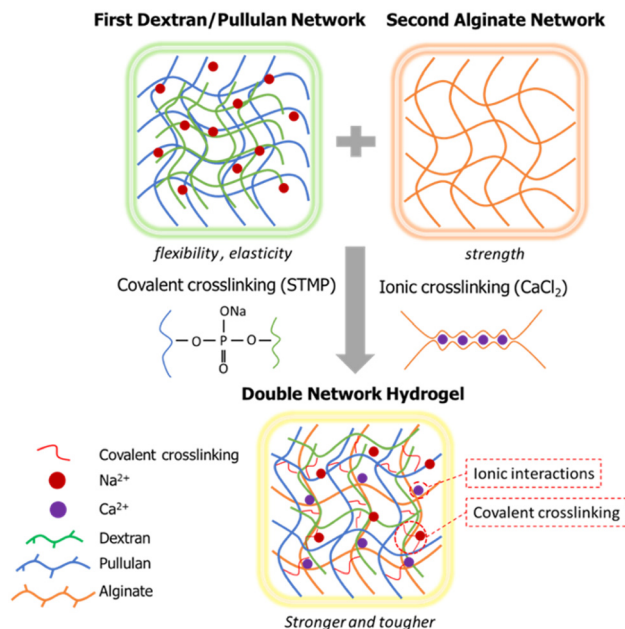 First Dextran/Pullulan Network
Second Alginate Network
flexibility, elasticity
strength
Covalent crosslinking (STMP)
Ionic crosslinking (CaCl₂)
ONa
O
P
O
O
Double Network Hydrogel
Covalent crosslinking
Na²⁺
Ca²⁺
Dextran
Pullulan
Alginate
Ionic interactions
Covalent crosslinking
Stronger and tougher